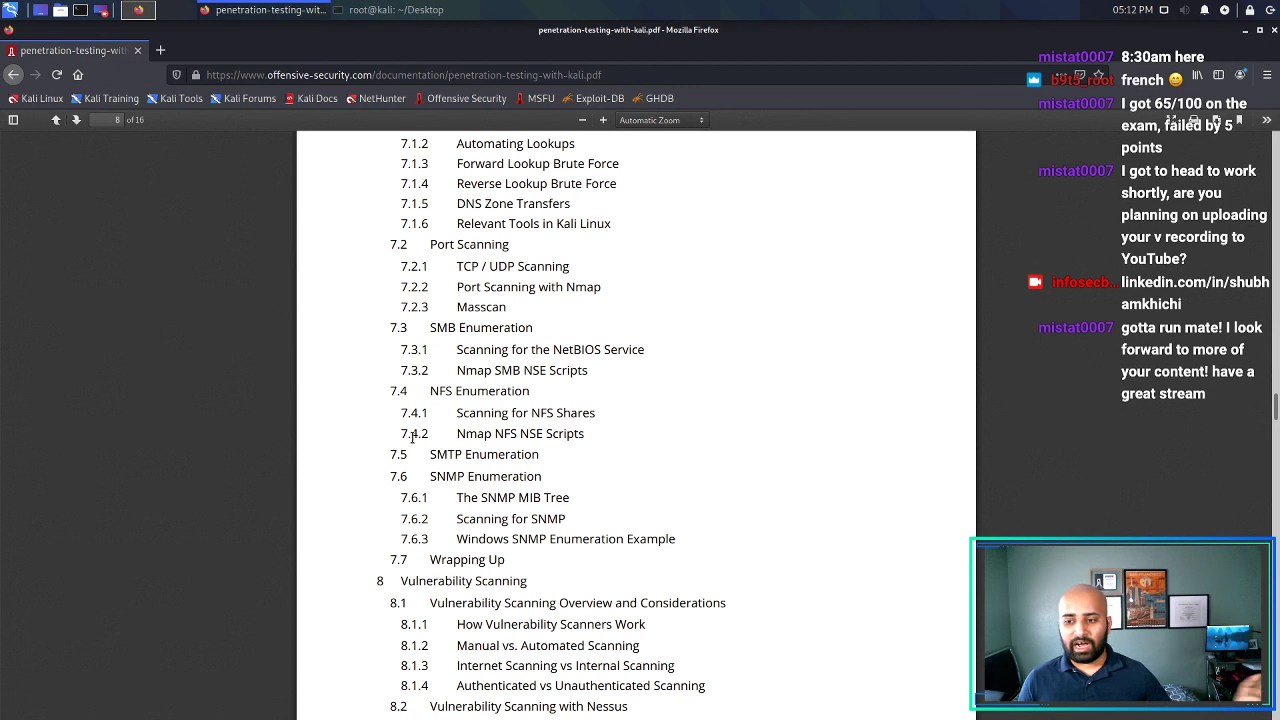 penetration-testing-wit...
root@kali: ~/Desktop
05:12 PM
penetration-testing-with-kali.pdf - Mozilla Firefox
penetration-testing-with
https://www.offensive-security.com/documentation/penetration-testing-with-kali.pdf
Kali Linux
Kali Training
Kali Tools
Kali Forums
Kali Docs
NetHunter
Offensive Security
MSFU
Exploit-DB
GHDB
8 of 16
Automatic Zoom
7.1.2 Automating Lookups
7.1.3 Forward Lookup Brute Force
7.1.4 Reverse Lookup Brute Force
7.1.5 DNS Zone Transfers
7.1.6 Relevant Tools in Kali Linux
7.2 Port Scanning
7.2.1 TCP / UDP Scanning
7.2.2 Port Scanning with Nmap
7.2.3 Masscan
7.3 SMB Enumeration
7.3.1 Scanning for the NetBIOS Service
7.3.2 Nmap SMB NSE Scripts
7.4 NFS Enumeration
7.4.1 Scanning for NFS Shares
7.4.2 Nmap NFS NSE Scripts
7.5 SMTP Enumeration
7.6 SNMP Enumeration
7.6.1 The SNMP MIB Tree
7.6.2 Scanning for SNMP
7.6.3 Windows SNMP Enumeration Example
7.7 Wrapping Up
8 Vulnerability Scanning
8.1 Vulnerability Scanning Overview and Considerations
8.1.1 How Vulnerability Scanners Work
8.1.2 Manual vs. Automated Scanning
8.1.3 Internet Scanning vs Internal Scanning
8.1.4 Authenticated vs Unauthenticated Scanning
8.2 Vulnerability Scanning with Nessus
mistat0007 8:30am here
b9t5_root french 😊
mistat0007 I got 65/100 on the
exam, failed by 5
points
mistat0007 I got to head to work
shortly, are you
planning on uploading
your v recording to
YouTube?
infosecb... linkedin.com/in/shubh
amkhichi
mistat0007 gotta run mate! I look
forward to more of
your content! have a
great stream